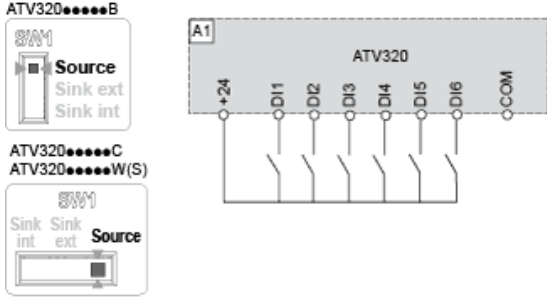 ATV320●●●●●B
SW1
Source
Sink ext
Sink int
ATV320●●●●●C
ATV320●●●●●W(S)
SW1
Sink int
Sink ext
Source
A1
ATV320
+24
DI1
DI2
DI3
DI4
DI5
DI6
COM